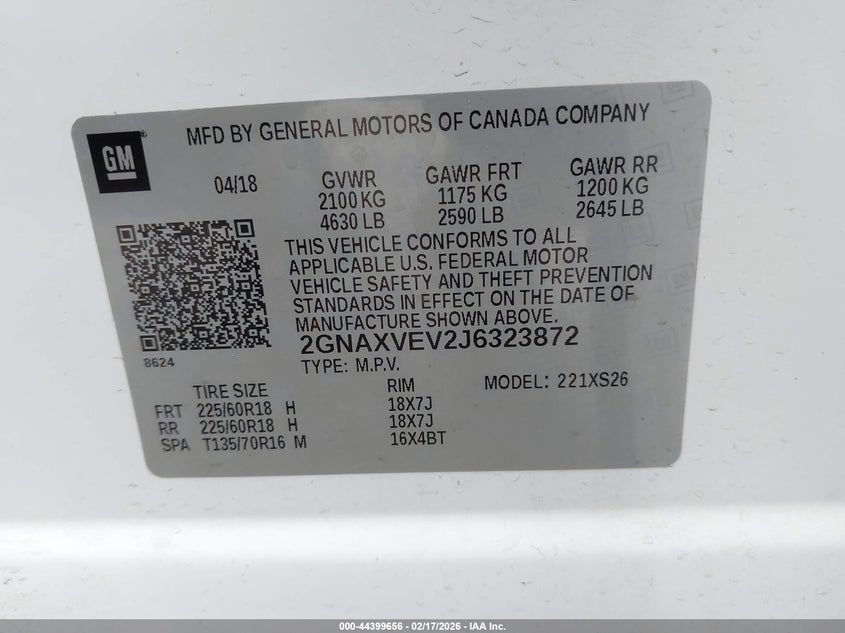 GM
MFD BY GENERAL MOTORS OF CANADA COMPANY
04/18 GVWR GAWR FRT GAWR RR
2100 KG 1175 KG 1200 KG
4630 LB 2590 LB 2645 LB
THIS VEHICLE CONFORMS TO ALL
APPLICABLE U.S. FEDERAL MOTOR
VEHICLE SAFETY AND THEFT PREVENTION
STANDARDS IN EFFECT ON THE DATE OF
MANUFACTURE SHOWN ABOVE.
2GNAXVEV2J6323872
8624
TYPE: M.P.V.
TIRE SIZE RIM MODEL: 221XS26
FRT 225/60R18 H 18X7J
RR 225/60R18 H 18X7J
SPA T135/70R16 M 16X4BT
000-44399656 - 02/17/2026 - IAA Inc.